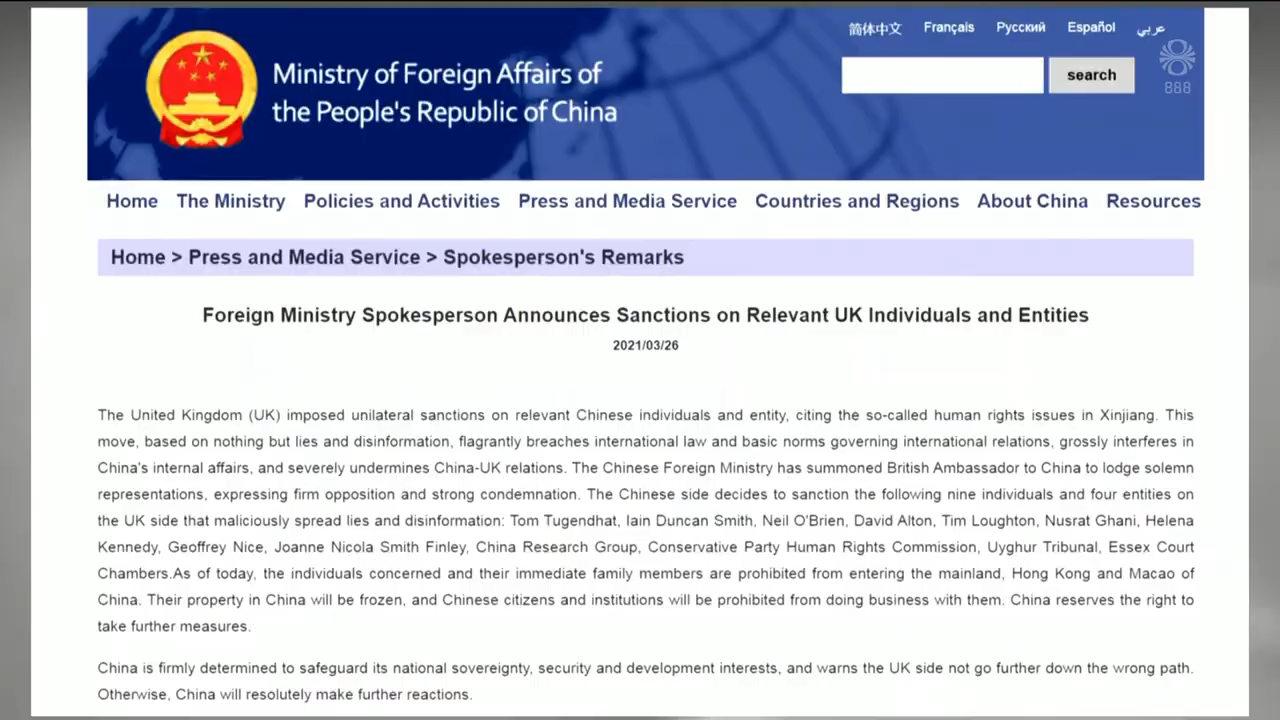 简体中文 Français Русский Español عربي
Ministry of Foreign Affairs of
the People's Republic of China
search
888
Home The Ministry Policies and Activities Press and Media Service Countries and Regions About China Resources
Home > Press and Media Service > Spokesperson's Remarks
Foreign Ministry Spokesperson Announces Sanctions on Relevant UK Individuals and Entities
2021/03/26
The United Kingdom (UK) imposed unilateral sanctions on relevant Chinese individuals and entity, citing the so-called human rights issues in Xinjiang. This
move, based on nothing but lies and disinformation, flagrantly breaches international law and basic norms governing international relations, grossly interferes in
China's internal affairs, and severely undermines China-UK relations. The Chinese Foreign Ministry has summoned British Ambassador to China to lodge solemn
representations, expressing firm opposition and strong condemnation. The Chinese side decides to sanction the following nine individuals and four entities on
the UK side that maliciously spread lies and disinformation: Tom Tugendhat, Iain Duncan Smith, Neil O'Brien, David Alton, Tim Loughton, Nusrat Ghani, Helena
Kennedy, Geoffrey Nice, Joanne Nicola Smith Finley, China Research Group, Conservative Party Human Rights Commission, Uyghur Tribunal, Essex Court
Chambers.As of today, the individuals concerned and their immediate family members are prohibited from entering the mainland, Hong Kong and Macao of
China. Their property in China will be frozen, and Chinese citizens and institutions will be prohibited from doing business with them. China reserves the right to
take further measures.
China is firmly determined to safeguard its national sovereignty, security and development interests, and warns the UK side not go further down the wrong path.
Otherwise, China will resolutely make further reactions.